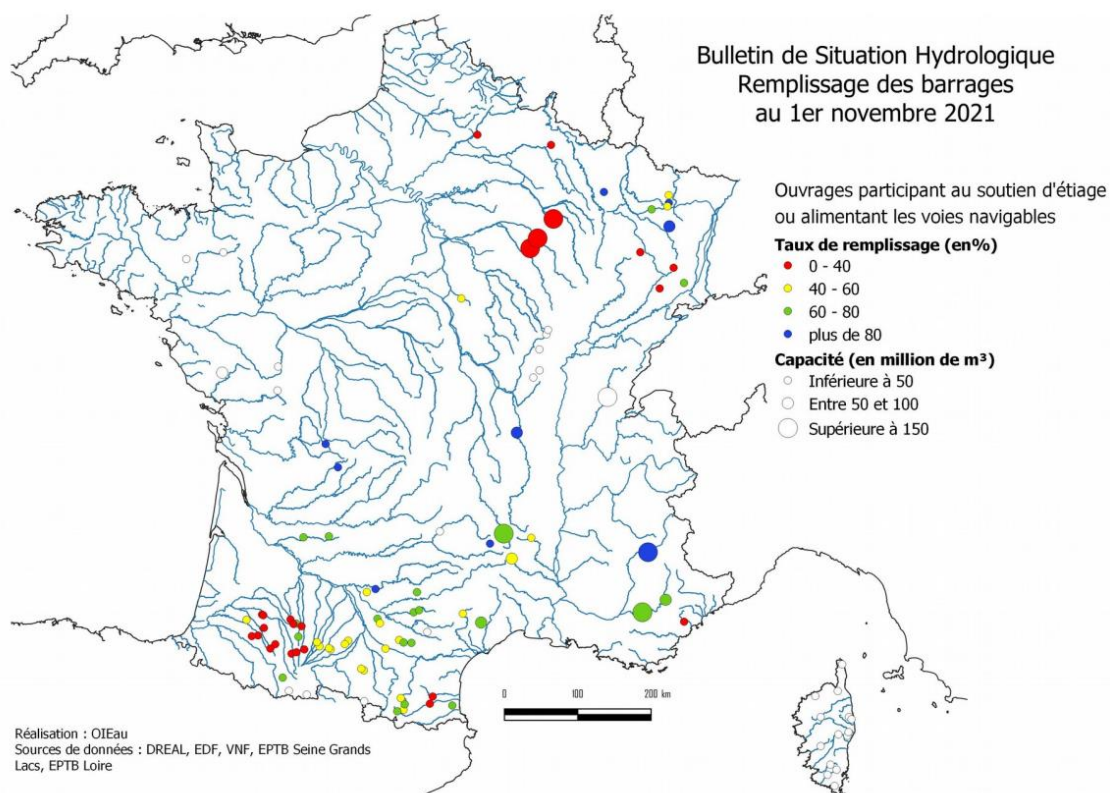 Bulletin de Situation Hydrologique
Remplissage des barrages
au 1er novembre 2021
Ouvrages participant au soutien d'étiage
ou alimentant les voies navigables
Taux de remplissage (en%)
0 - 40
40 - 60
60 - 80
plus de 80
Capacité (en million de m³)
Inférieure à 50
Entre 50 et 100
Supérieure à 150
0 100 200 km
Réalisation : OIEau
Sources de données : DREAL, EDF, VNF, EPTB Seine Grands
Lacs, EPTB Loire